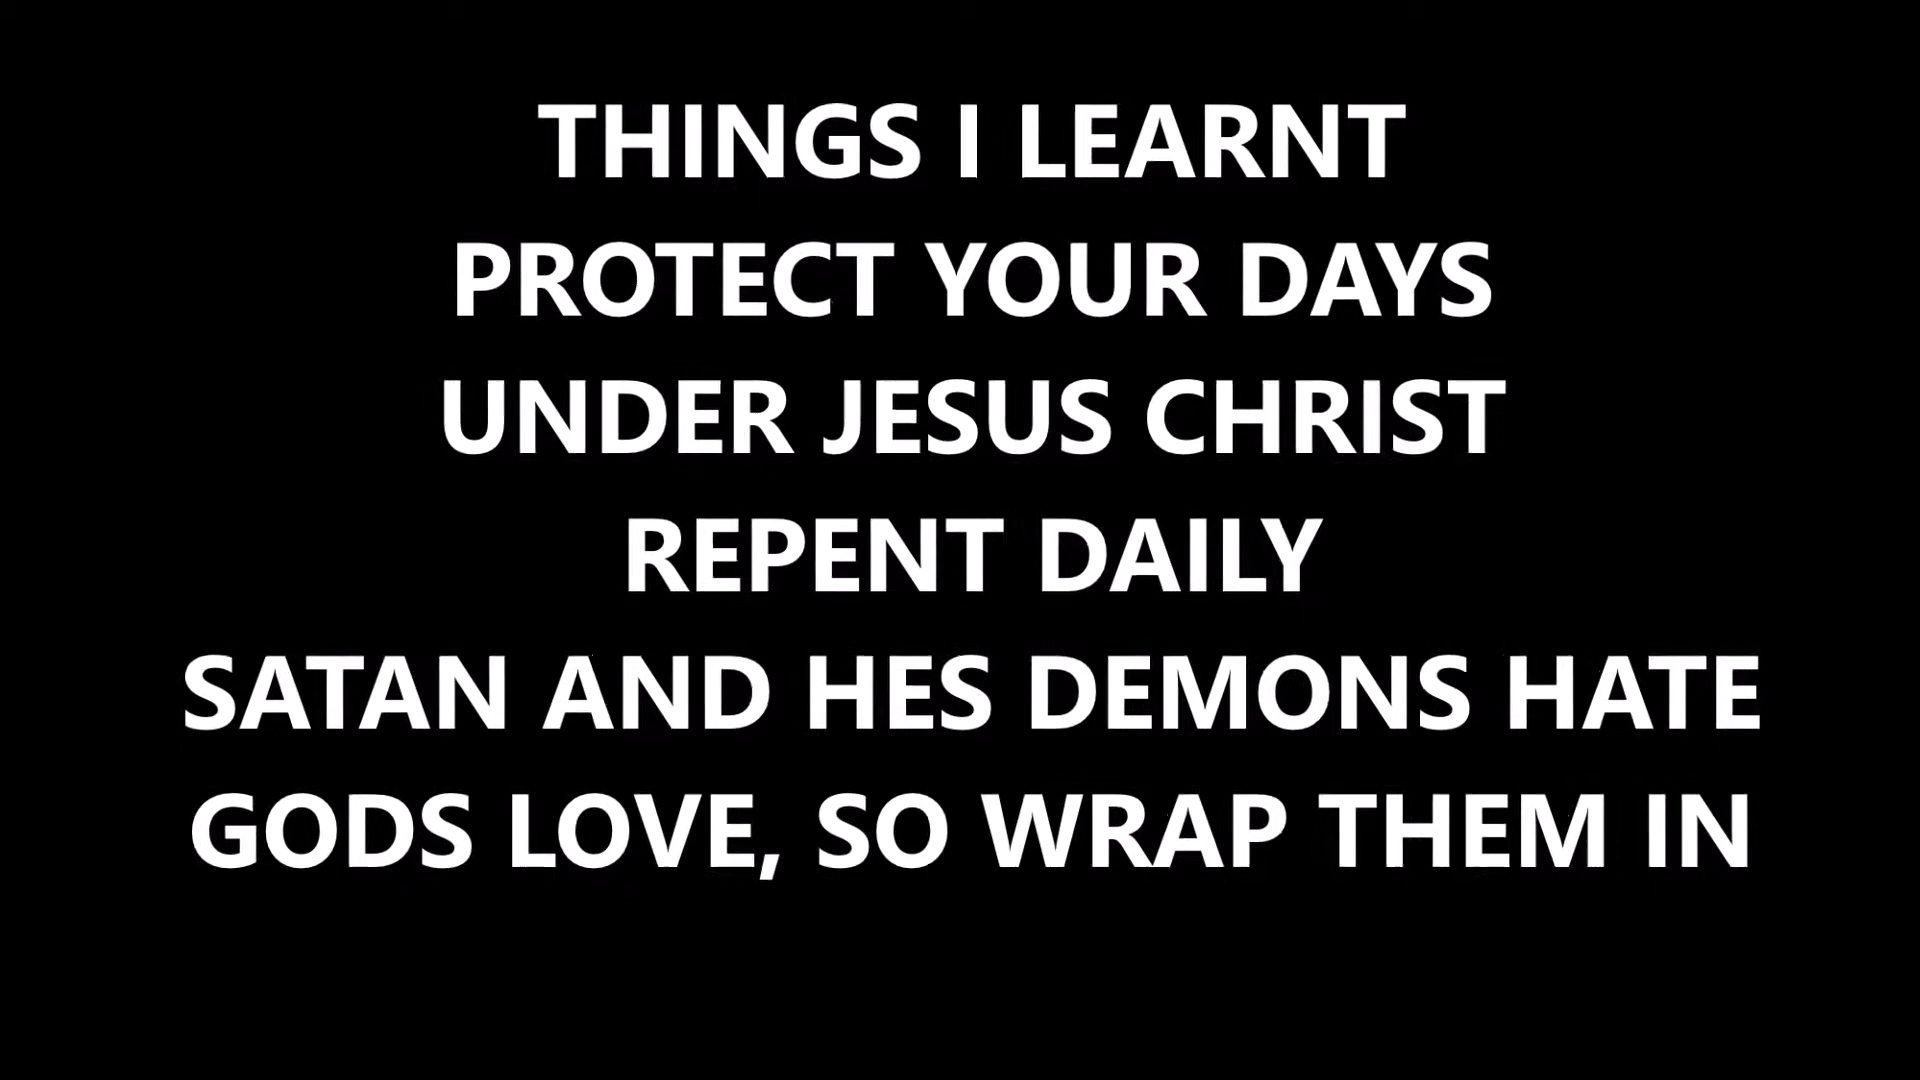 THINGS I LEARNT
PROTECT YOUR DAYS
UNDER JESUS CHRIST
REPENT DAILY
SATAN AND HES DEMONS HATE
GODS LOVE, SO WRAP THEM IN